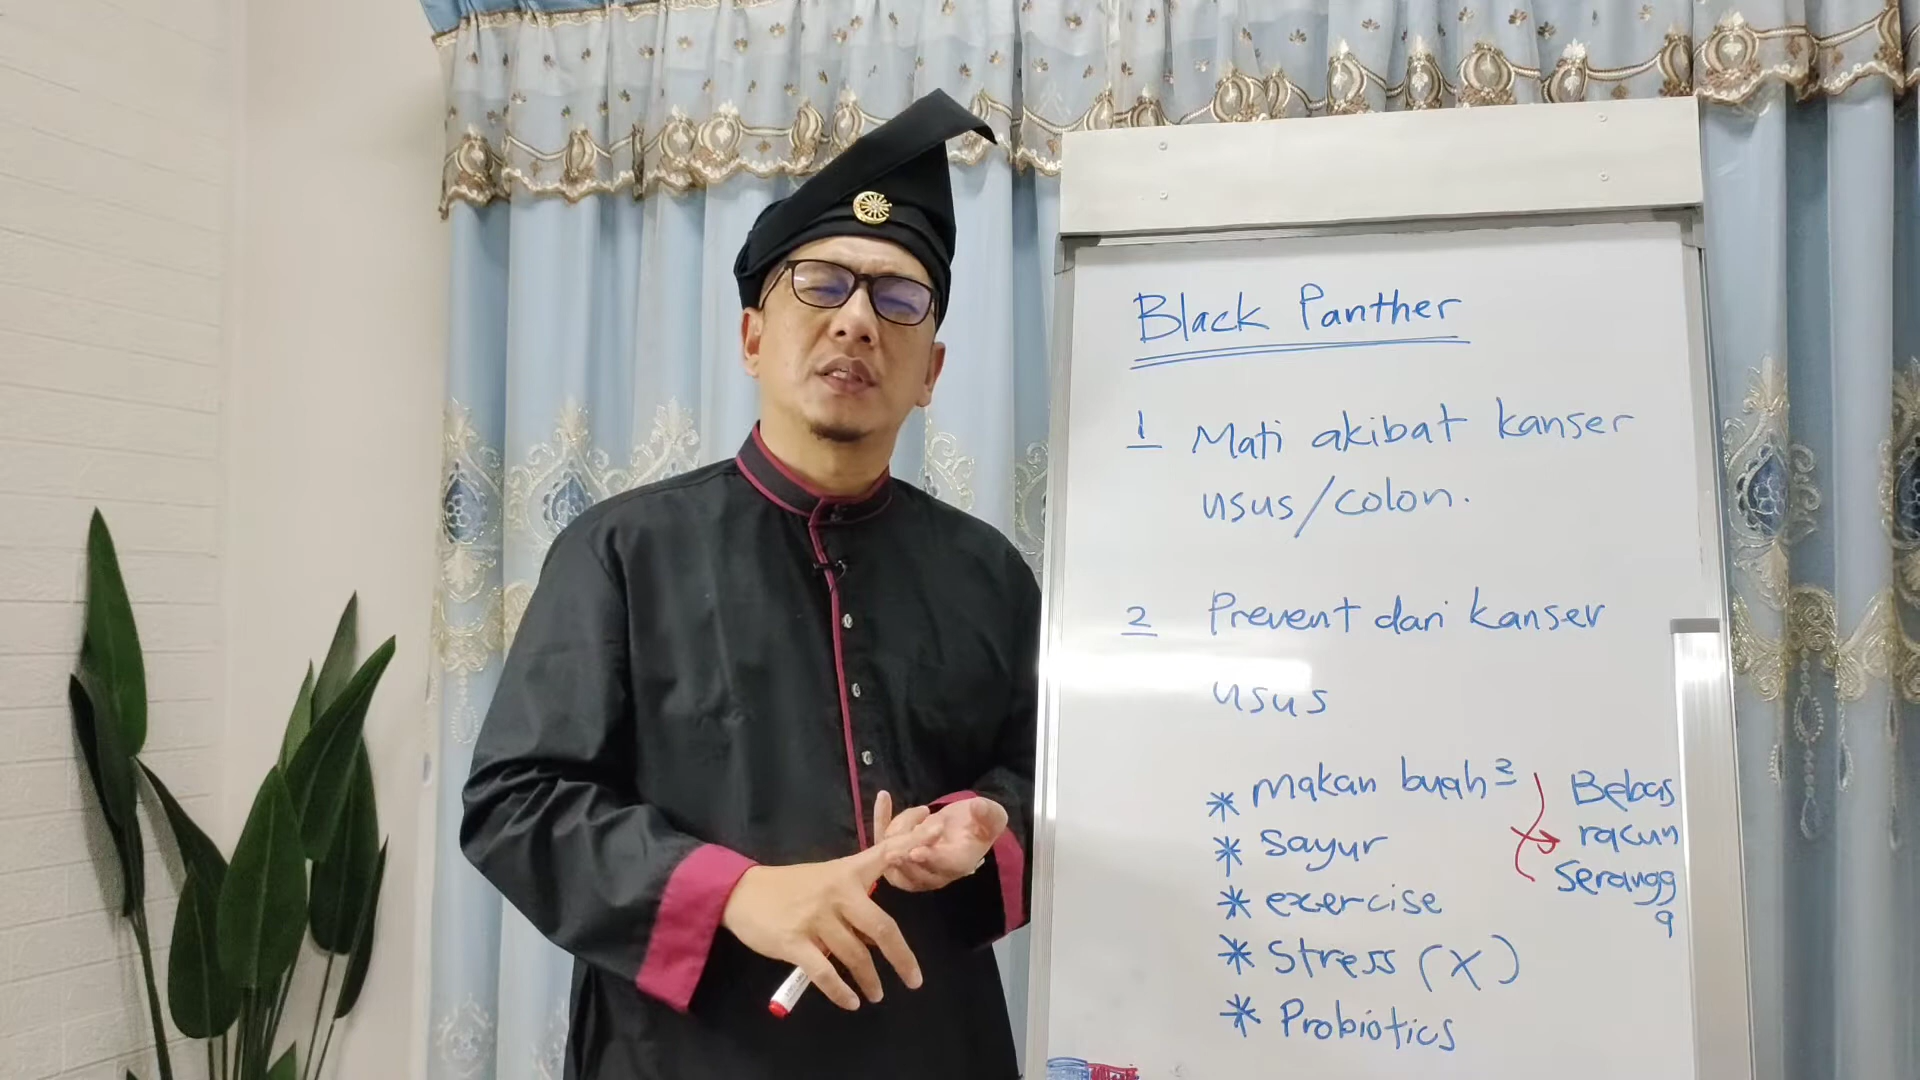 Black Panther
1 Mati akibat kanser
usus/colon.
2 Prevent dari kanser
usus
* makan buah2
* Sayur
* exercise
* Stress (X)
* Probiotics
Bebas
racun
Serangg
a